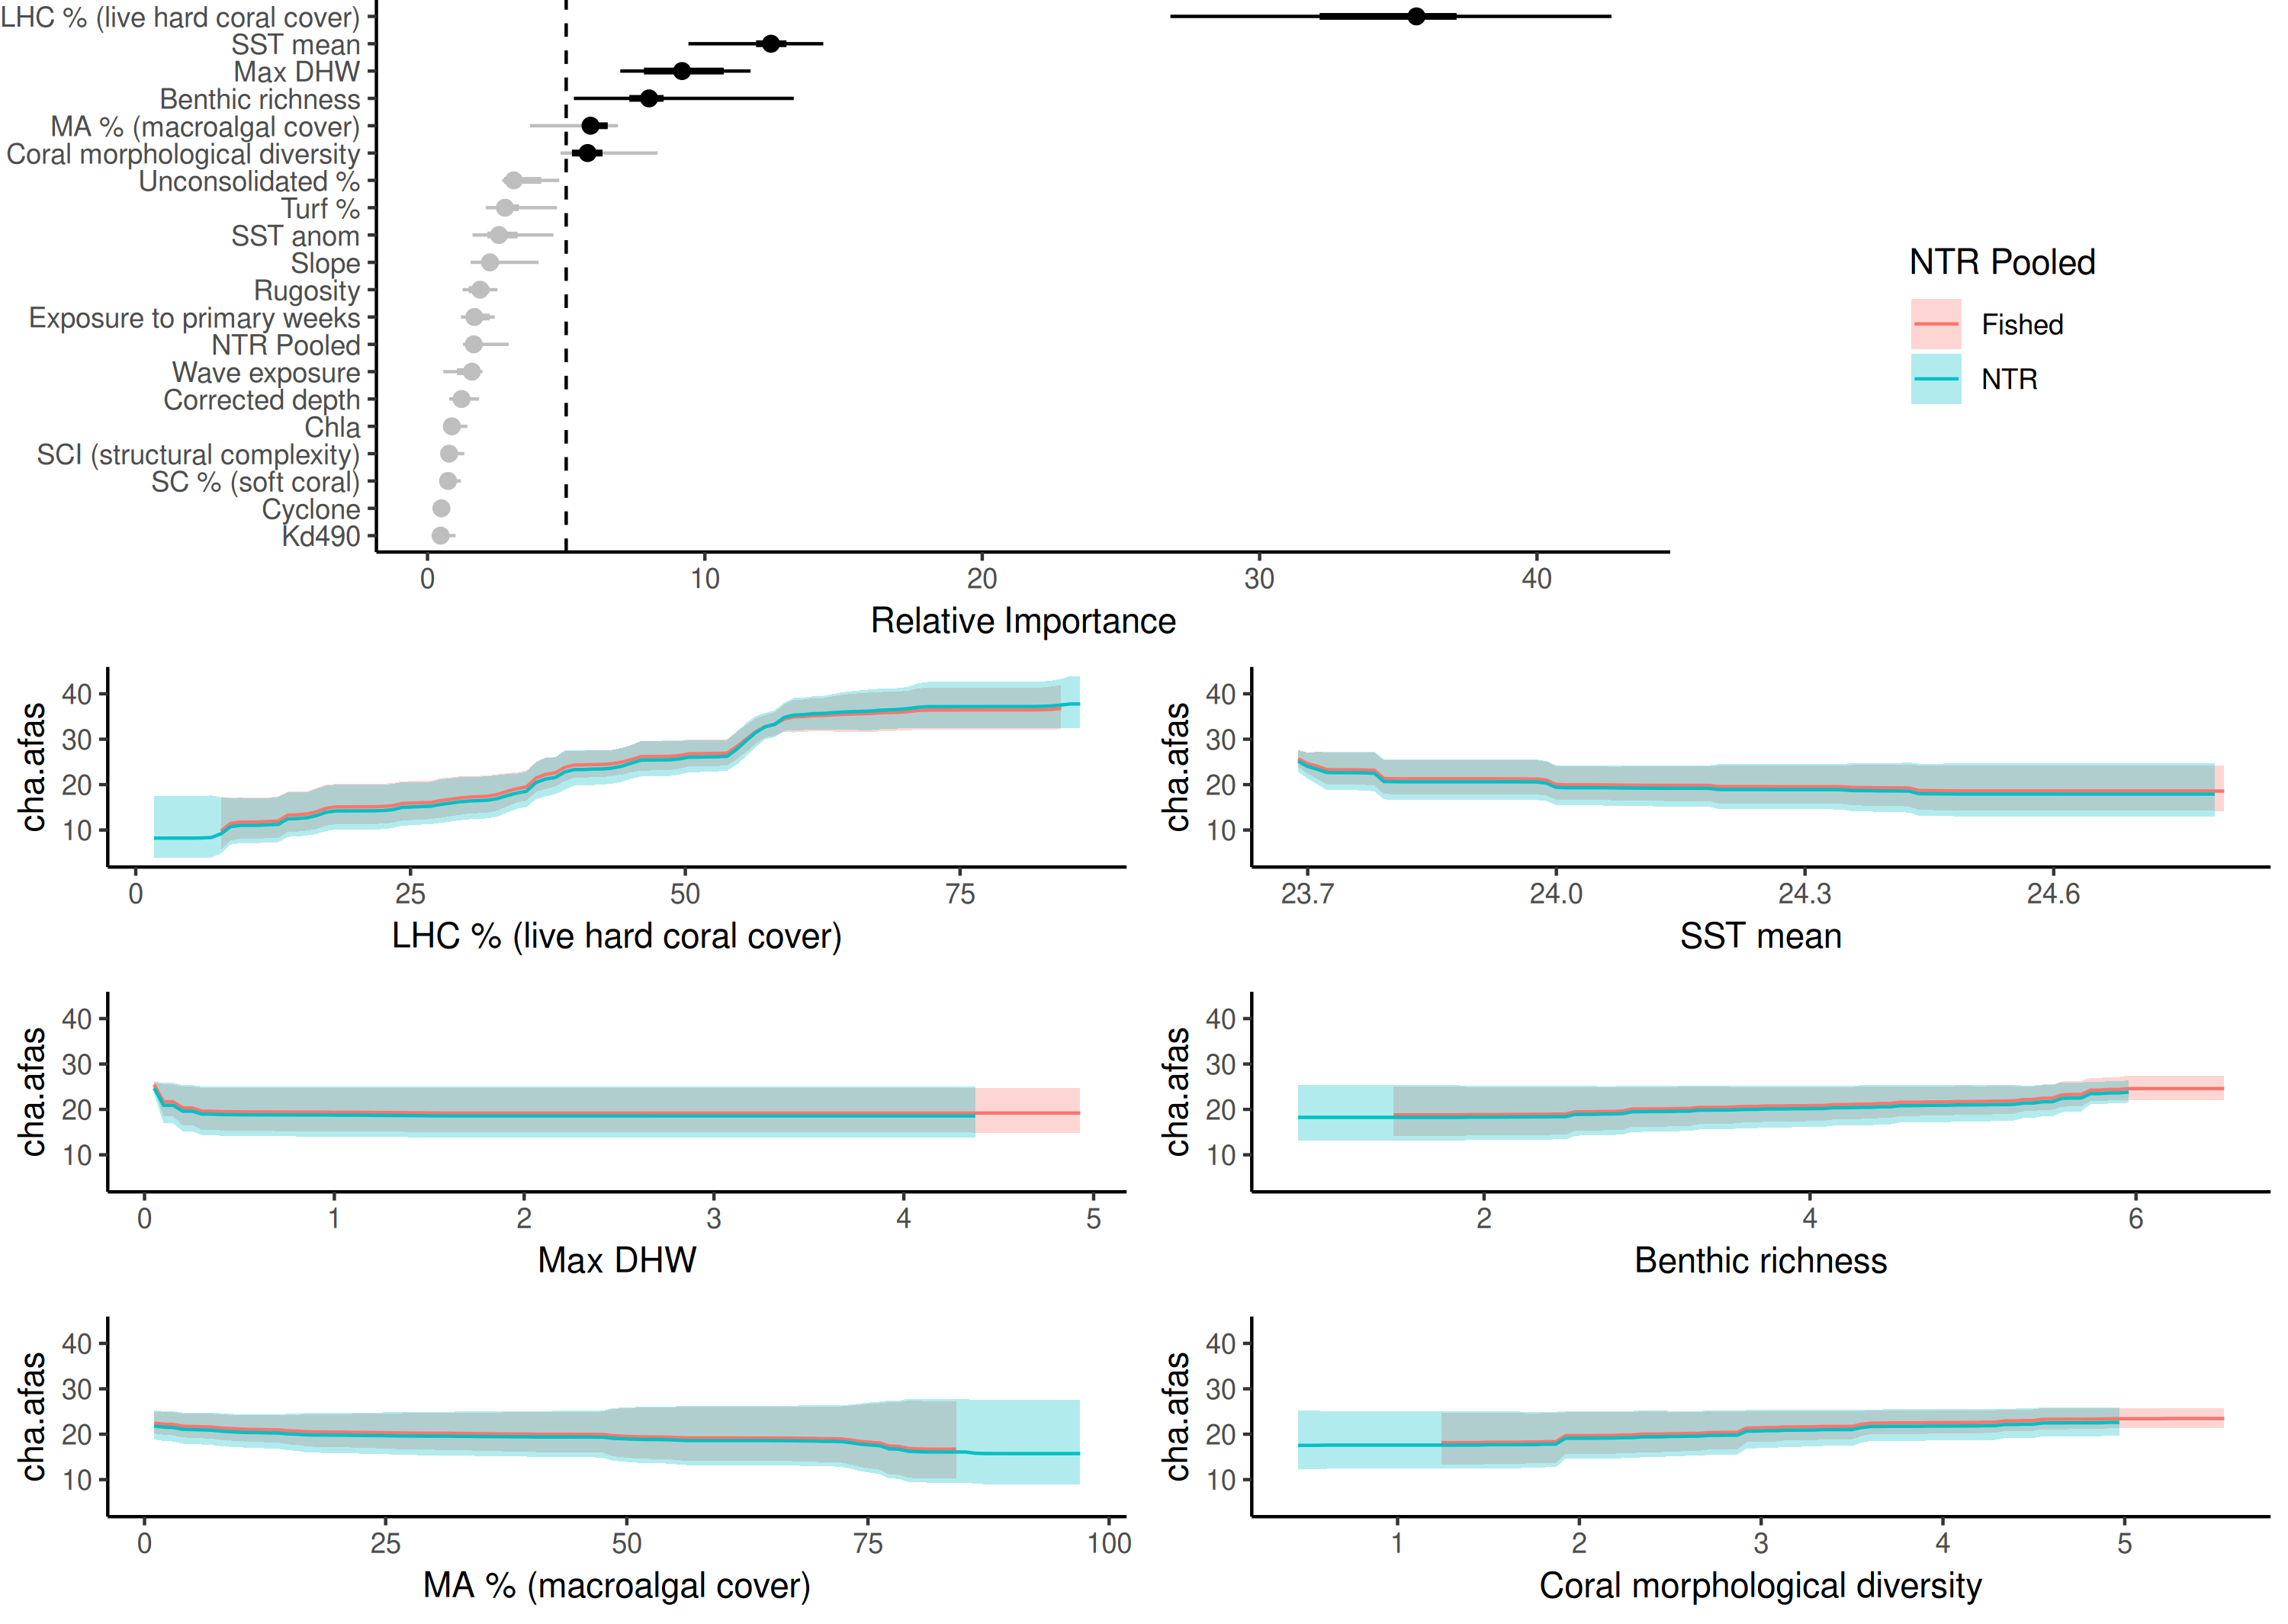 LHC % (live hard coral cover)
SST mean
Max DHW
Benthic richness
MA % (macroalgal cover)
Coral morphological diversity
Unconsolidated %
Turf %
SST anom
Slope
Rugosity
Exposure to primary weeks
NTR Pooled
Wave exposure
Corrected depth
Chla
SCI (structural complexity)
SC % (soft coral)
Cyclone
Kd490
0 10 20 30 40
Relative Importance
NTR Pooled
Fished
NTR
cha.afas
40
30
20
10
0 25 50 75
LHC % (live hard coral cover)
cha.afas
40
30
20
10
23.7 24.0 24.3 24.6
SST mean
cha.afas
40
30
20
10
0 1 2 3 4 5
Max DHW
cha.afas
40
30
20
10
2 4 6
Benthic richness
cha.afas
40
30
20
10
0 25 50 75 100
MA % (macroalgal cover)
cha.afas
40
30
20
10
1 2 3 4 5
Coral morphological diversity